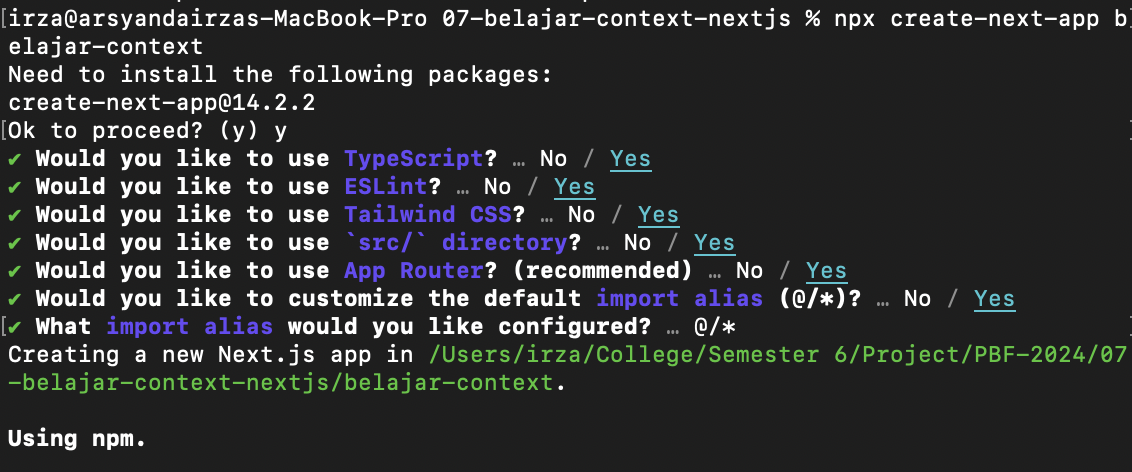 [irza@arsyandairzas-MacBook-Pro 07-belajar-context-nextjs % npx create-next-app b]
elajar-context
Need to install the following packages:
create-next-app@14.2.2
[Ok to proceed? (y) y                                                            ]
✔ Would you like to use TypeScript? … No / Yes
✔ Would you like to use ESLint? … No / Yes
✔ Would you like to use Tailwind CSS? … No / Yes
✔ Would you like to use `src/` directory? … No / Yes
✔ Would you like to use App Router? (recommended) … No / Yes
✔ Would you like to customize the default import alias (@/*)? … No / Yes
[✔ What import alias would you like configured? … @/*                            ]
Creating a new Next.js app in /Users/irza/College/Semester 6/Project/PBF-2024/07
-belajar-context-nextjs/belajar-context.
Using npm.